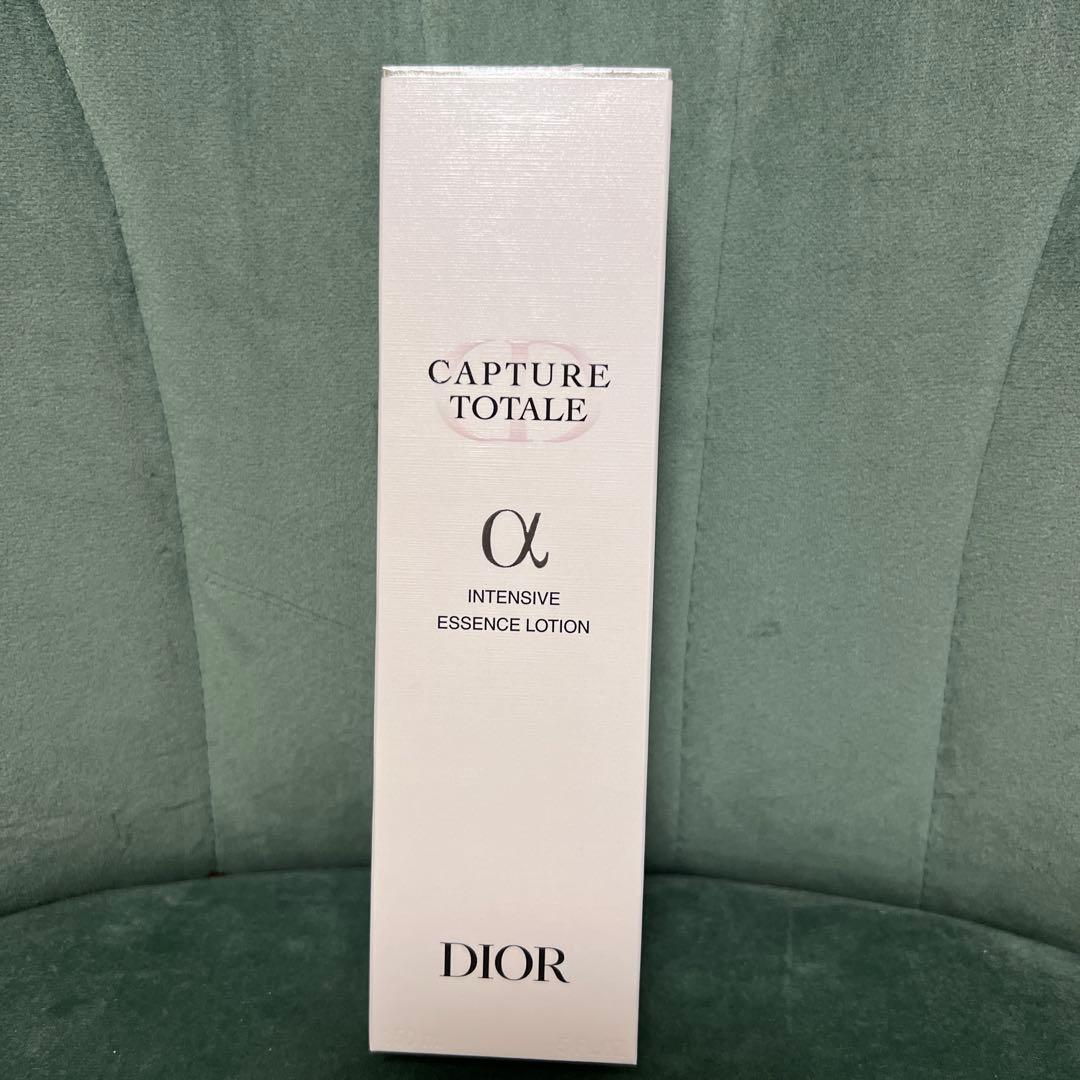 CAPTURE
TOTALE
α
INTENSIVE
ESSENCE LOTION
DIOR